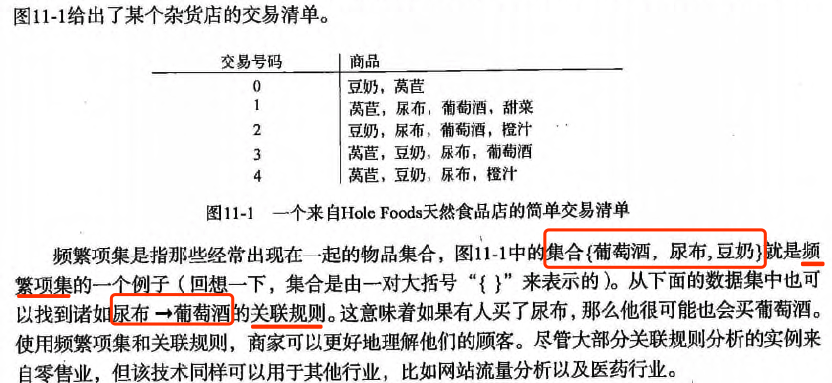 图11-1给出了某个杂货店的交易清单。
交易号码 商品
0 豆奶，莴苣
1 莴苣，尿布，葡萄酒，甜菜
2 豆奶，尿布，葡萄酒，橙汁
3 莴苣，豆奶，尿布，葡萄酒
4 莴苣，豆奶，尿布，橙汁
图11-1 一个来自Hole Foods天然食品店的简单交易清单
频繁项集是指那些经常出现在一起的物品集合，图11-1中的集合{葡萄酒，尿布,豆奶}就是频
繁项集的一个例子（回想一下，集合是由一对大括号“{ }”来表示的）。从下面的数据集中也可
以找到诸如尿布→葡萄酒的关联规则。这意味着如果有人买了尿布，那么他很可能也会买葡萄酒。
使用频繁项集和关联规则，商家可以更好地理解他们的顾客。尽管大部分关联规则分析的实例来
自零售业，但该技术同样可以用于其他行业，比如网站流量分析以及医药行业。